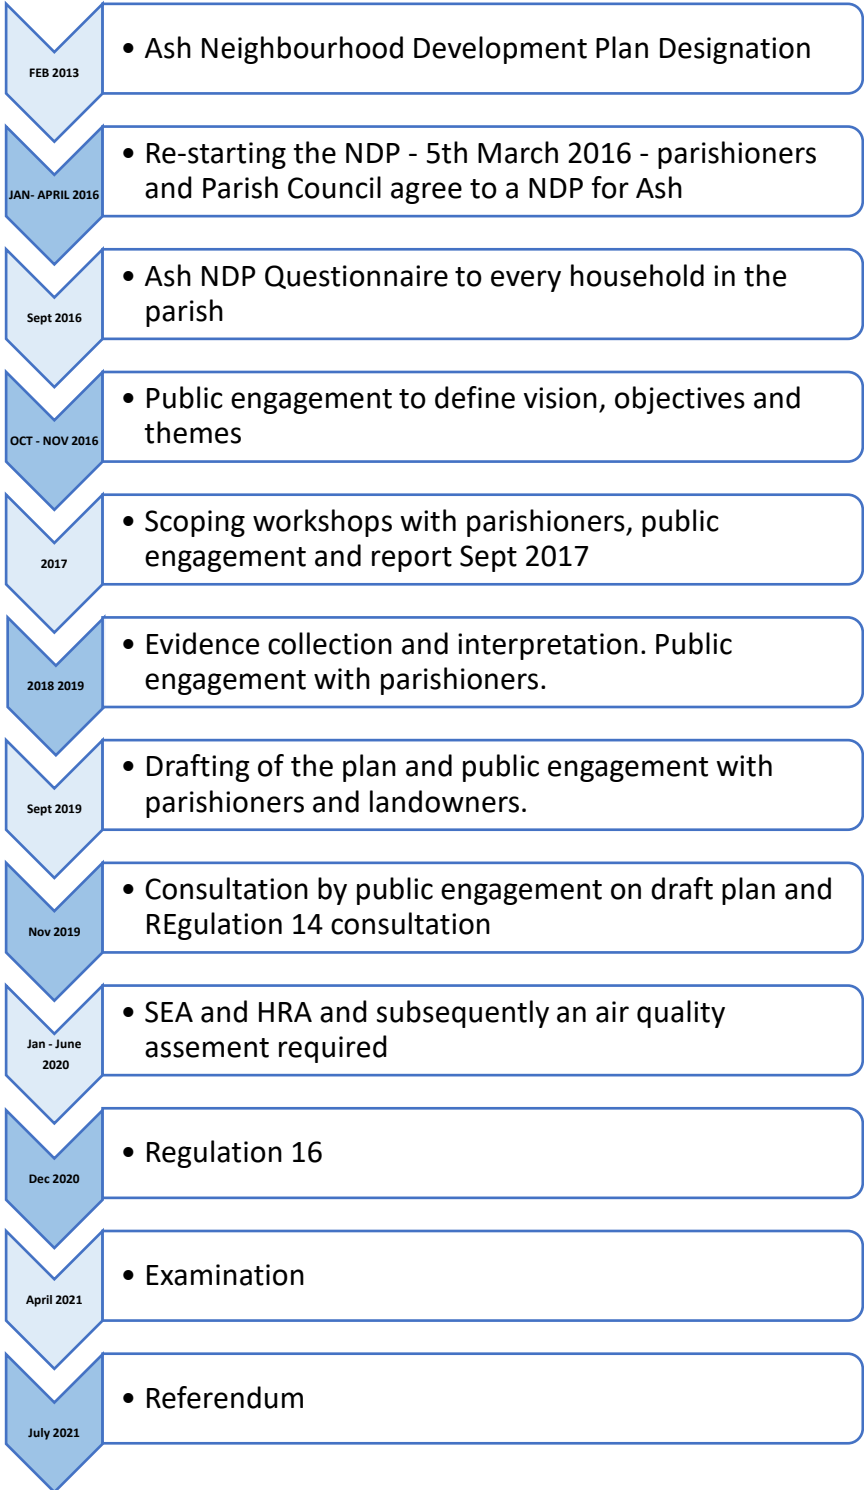 FEB 2013
• Ash Neighbourhood Development Plan Designation
JAN- APRIL 2016
• Re-starting the NDP - 5th March 2016 - parishioners
and Parish Council agree to a NDP for Ash
Sept 2016
• Ash NDP Questionnaire to every household in the
parish
OCT - NOV 2016
• Public engagement to define vision, objectives and
themes
2017
• Scoping workshops with parishioners, public
engagement and report Sept 2017
2018 2019
• Evidence collection and interpretation. Public
engagement with parishioners.
Sept 2019
• Drafting of the plan and public engagement with
parishioners and landowners.
Nov 2019
• Consultation by public engagement on draft plan and
REgulation 14 consultation
Jan - June
2020
• SEA and HRA and subsequently an air quality
assement required
Dec 2020
• Regulation 16
April 2021
• Examination
July 2021
• Referendum